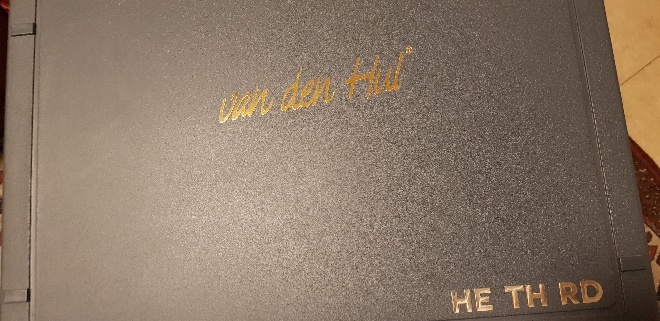 van den Hul®
HE TH RD